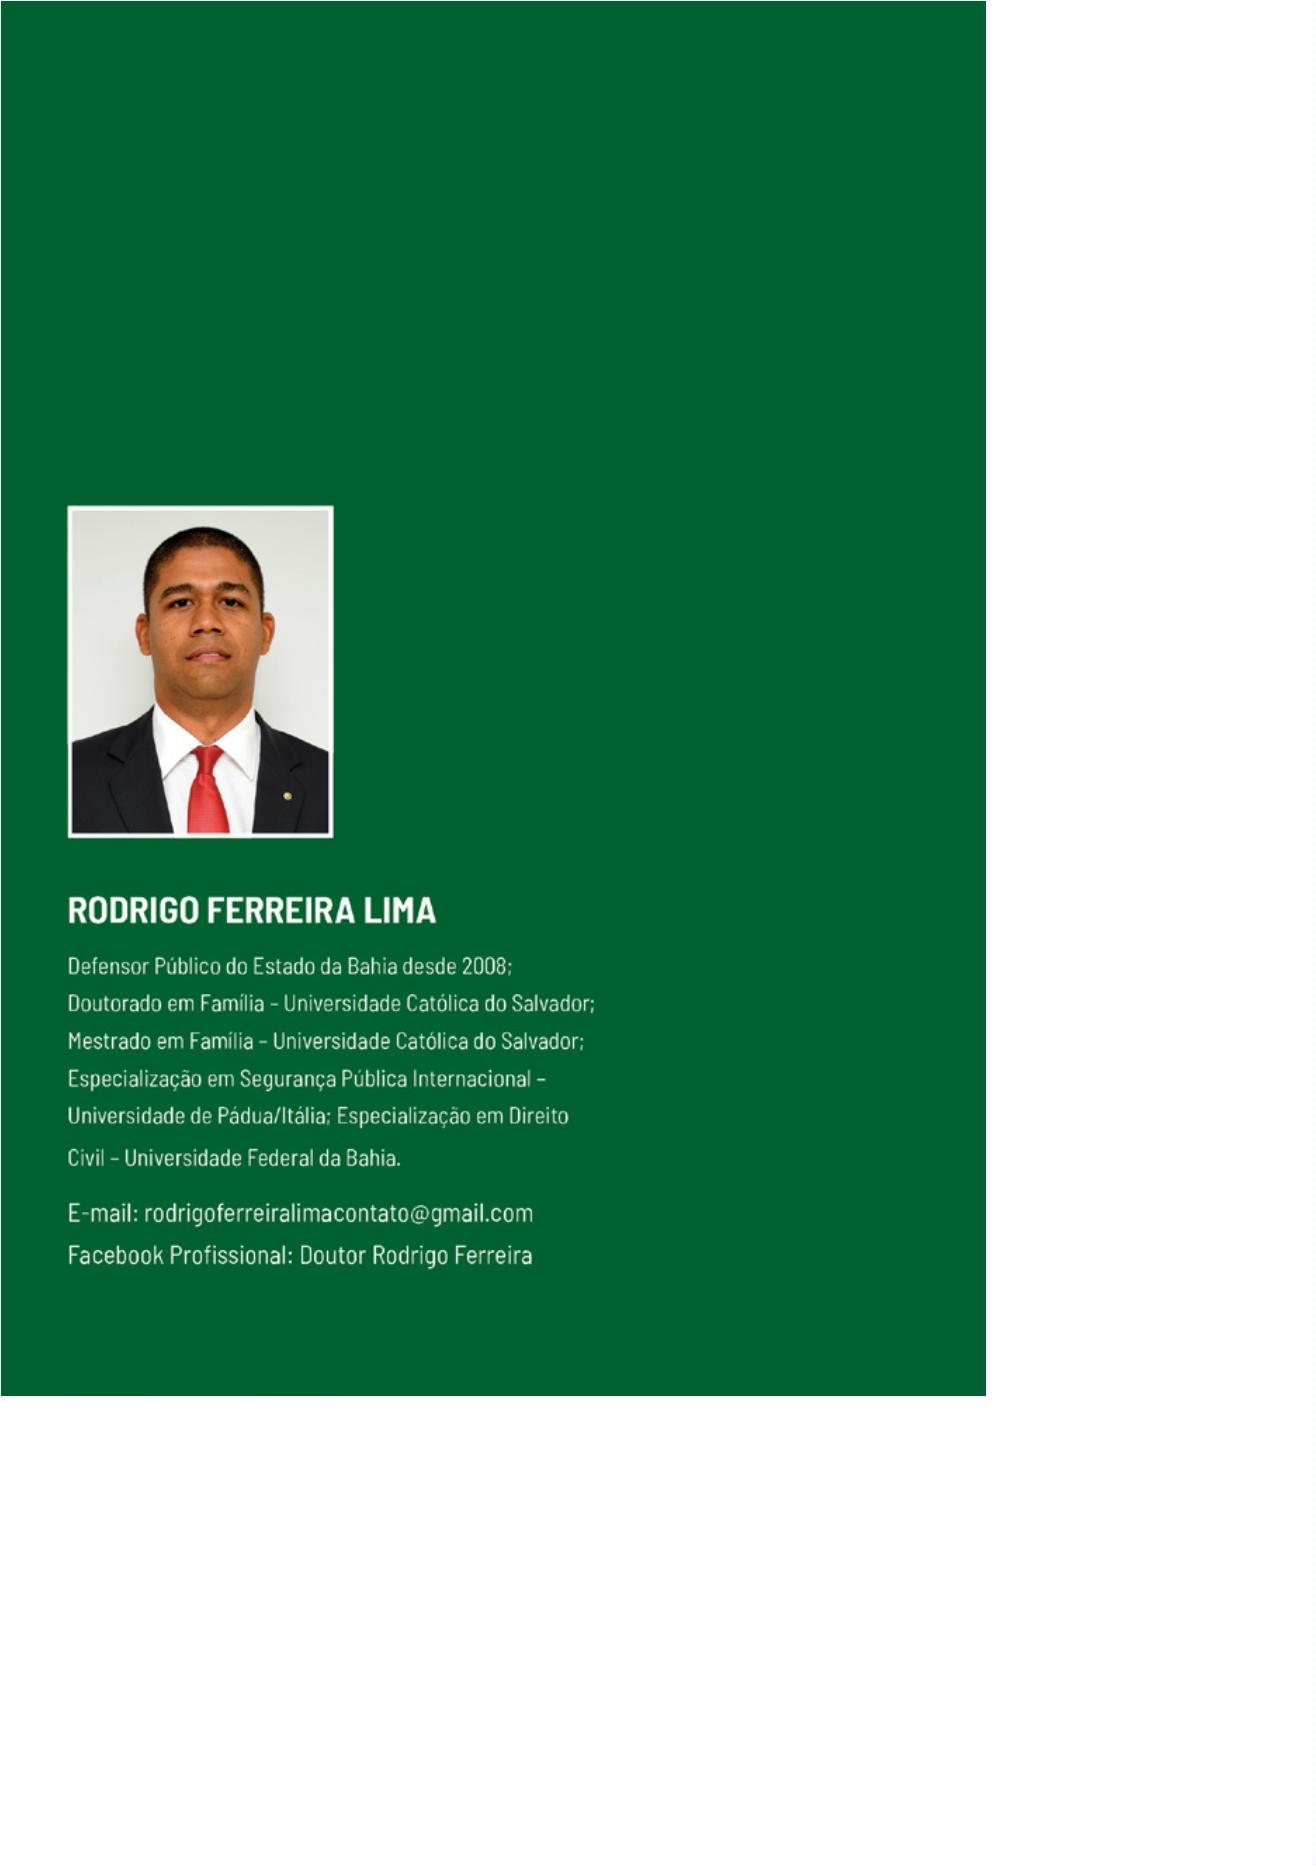 RODRIGO FERREIRA LIMA
Defensor Público do Estado da Bahia desde 2008;
Doutorado em Família – Universidade Católica do Salvador;
Mestrado em Família – Universidade Católica do Salvador;
Especialização em Segurança Pública Internacional –
Universidade de Pádua/Itália; Especialização em Direito
Civil – Universidade Federal da Bahia.
E-mail: rodrigoferreiralimacontato@gmail.com
Facebook Profissional: Doutor Rodrigo Ferreira